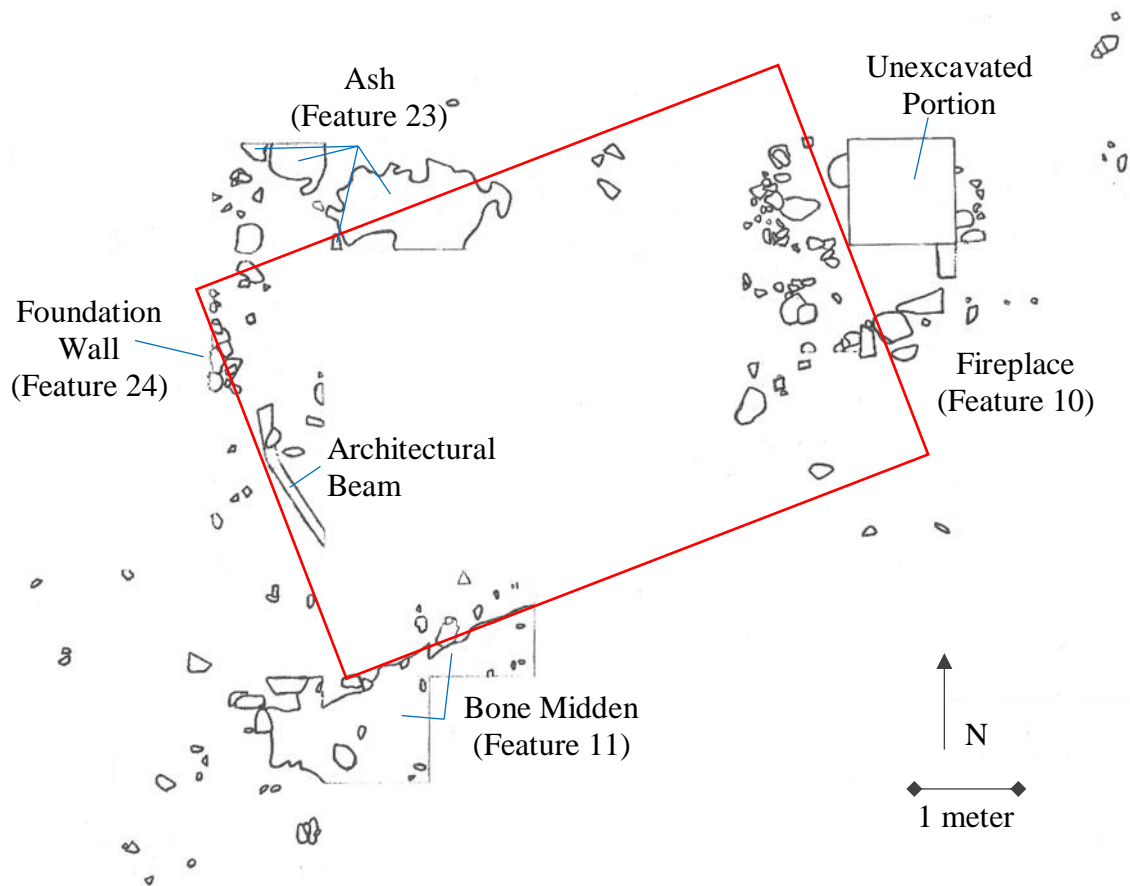 Ash
(Feature 23)
Unexcavated
Portion
Foundation
Wall
(Feature 24)
Fireplace
(Feature 10)
Architectural
Beam
Bone Midden
(Feature 11)
N
1 meter